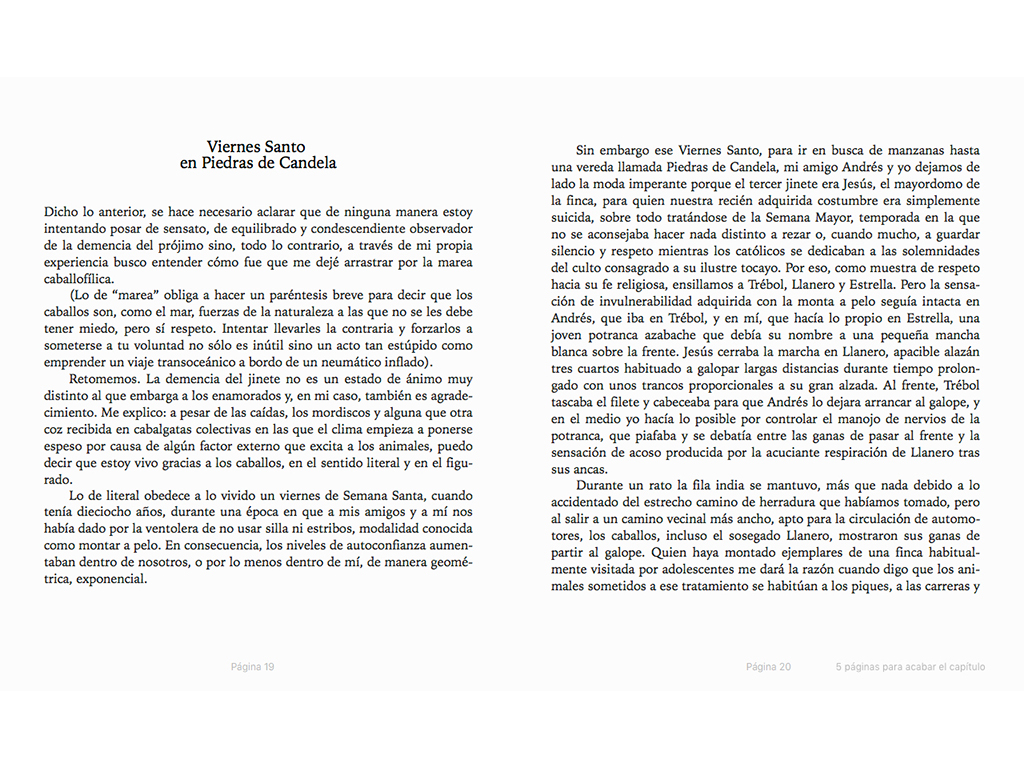 Viernes Santo
en Piedras de Candela
Dicho lo anterior, se hace necesario aclarar que de ninguna manera estoy
intentando posar de sensato, de equilibrado y condescendiente observador
de la demencia del prójimo sino, todo lo contrario, a través de mi propia
experiencia busco entender cómo fue que me dejé arrastrar por la marea
caballofílica.
(Lo de “marea” obliga a hacer un paréntesis breve para decir que los
caballos son, como el mar, fuerzas de la naturaleza a las que no se les debe
tener miedo, pero sí respeto. Intentar llevarles la contraria y forzarlos a
someterse a tu voluntad no sólo es inútil sino un acto tan estúpido como
emprender un viaje transoceánico a bordo de un neumático inflado).
Retomemos. La demencia del jinete no es un estado de ánimo muy
distinto al que embarga a los enamorados y, en mi caso, también es agrade-
cimiento. Me explico: a pesar de las caídas, los mordiscos y alguna que otra
coz recibida en cabalgatas colectivas en las que el clima empieza a ponerse
espeso por causa de algún factor externo que excita a los animales, puedo
decir que estoy vivo gracias a los caballos, en el sentido literal y en el figu-
rado.
Lo de literal obedece a lo vivido un viernes de Semana Santa, cuando
tenía dieciocho años, durante una época en que a mis amigos y a mí nos
había dado por la ventolera de no usar silla ni estribos, modalidad conocida
como montar a pelo. En consecuencia, los niveles de autoconfianza aumen-
taban dentro de nosotros, o por lo menos dentro de mí, de manera geomé-
trica, exponencial.
Página 19
Sin embargo ese Viernes Santo, para ir en busca de manzanas hasta
una vereda llamada Piedras de Candela, mi amigo Andrés y yo dejamos de
lado la moda imperante porque el tercer jinete era Jesús, el mayordomo de
la finca, para quien nuestra recién adquirida costumbre era simplemente
suicida, sobre todo tratándose de la Semana Mayor, temporada en la que
no se aconsejaba hacer nada distinto a rezar o, cuando mucho, a guardar
silencio y respeto mientras los católicos se dedicaban a las solemnidades
del culto consagrado a su ilustre tocayo. Por eso, como muestra de respeto
hacia su fe religiosa, ensillamos a Trébol, Llanero y Estrella. Pero la sensa-
ción de invulnerabilidad adquirida con la monta a pelo seguía intacta en
Andrés, que iba en Trébol, y en mí, que hacía lo propio en Estrella, una
joven potranca azabache que debía su nombre a una pequeña mancha
blanca sobre la frente. Jesús cerraba la marcha en Llanero, apacible alazán
tres cuartos habituado a galopar largas distancias durante tiempo prolon-
gado con unos trancos proporcionales a su gran alzada. Al frente, Trébol
tascaba el filete y cabeceaba para que Andrés lo dejara arrancar al galope, y
en el medio yo hacía lo posible por controlar el manojo de nervios de la
potranca, que piafaba y se debatía entre las ganas de pasar al frente y la
sensación de acoso producida por la acuciante respiración de Llanero tras
sus ancas.
Durante un rato la fila india se mantuvo, más que nada debido a lo
accidentado del estrecho camino de herradura que habíamos tomado, pero
al salir a un camino vecinal más ancho, apto para la circulación de automo-
tores, los caballos, incluso el sosegado Llanero, mostraron sus ganas de
partir al galope. Quien haya montado ejemplares de una finca habitual-
mente visitada por adolescentes me dará la razón cuando digo que los ani-
males sometidos a ese tratamiento se habitúan a los piques, a las carreras y
Página 20
5 páginas para acabar el capítulo